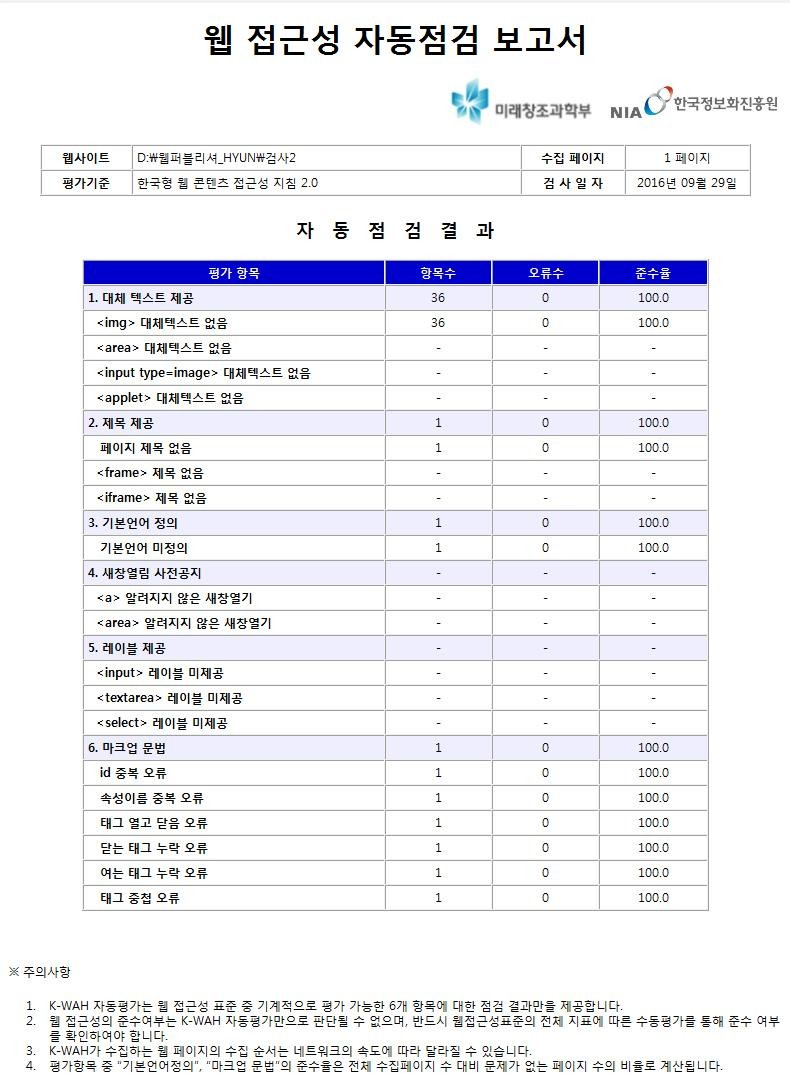 웹 접근성 자동점검 보고서
미래창조과학부 NIA 한국정보화진흥원
웹사이트 D:\웹퍼블리셔_HYUN\검사2 수집 페이지 1 페이지
평가기준 한국형 웹 콘텐츠 접근성 지침 2.0 검 사 일 자 2016년 09월 29일
자 동 점 검 결 과
평가 항목 항목수 오류수 준수율
1. 대체 텍스트 제공 36 0 100.0
<img> 대체텍스트 없음 36 0 100.0
<area> 대체텍스트 없음 - - -
<input type=image> 대체텍스트 없음 - - -
<applet> 대체텍스트 없음 - - -
2. 제목 제공 1 0 100.0
페이지 제목 없음 1 0 100.0
<frame> 제목 없음 - - -
<iframe> 제목 없음 - - -
3. 기본언어 정의 1 0 100.0
기본언어 미정의 1 0 100.0
4. 새창열림 사전공지 - - -
<a> 알려지지 않은 새창열기 - - -
<area> 알려지지 않은 새창열기 - - -
5. 레이블 제공 - - -
<input> 레이블 미제공 - - -
<textarea> 레이블 미제공 - - -
<select> 레이블 미제공 - - -
6. 마크업 문법 1 0 100.0
id 중복 오류 1 0 100.0
속성이름 중복 오류 1 0 100.0
태그 열고 닫음 오류 1 0 100.0
닫는 태그 누락 오류 1 0 100.0
여는 태그 누락 오류 1 0 100.0
태그 중첩 오류 1 0 100.0
※ 주의사항
1. K-WAH 자동평가는 웹 접근성 표준 중 기계적으로 평가 가능한 6개 항목에 대한 점검 결과만을 제공합니다.
2. 웹 접근성의 준수여부는 K-WAH 자동평가만으로 판단될 수 없으며, 반드시 웹접근성표준의 전체 지표에 따른 수동평가를 통해 준수 여부
를 확인하여야 합니다.
3. K-WAH가 수집하는 웹 페이지의 수집 순서는 네트워크의 속도에 따라 달라질 수 있습니다.
4. 평가항목 중 "기본언어정의", "마크업 문법"의 준수율은 전체 수집페이지 수 대비 문제가 없는 페이지 수의 비율로 계산됩니다.